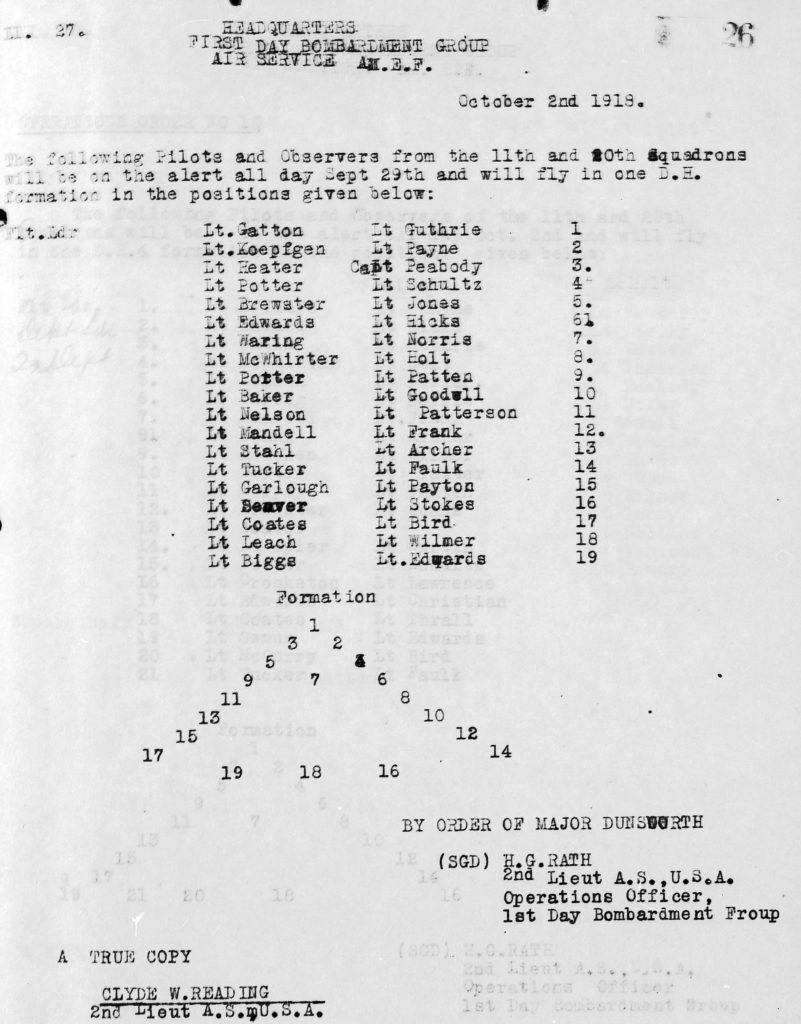 II. 27.
26
HEADQUARTERS
FIRST DAY BOMBARDMENT GROUP
AIR SERVICE A.E.F.
October 2nd 1918.
The following Pilots and Observers from the 11th and 20th Squadrons
will be on the alert all day Sept 29th and will fly in one D.H.
formation in the positions given below:
Flt.Ldr Lt.Gatton Lt Guthrie 1
Lt.Koepfgen Lt Payne 2
Lt Heater Capt Peabody 3.
Lt Potter Lt Schultz 4
Lt Brewster Lt Jones 5.
Lt Edwards Lt Hicks 61
Lt Waring Lt Norris 7.
Lt McWhirter Lt Holt 8.
Lt Potter Lt Patten 9.
Lt Baker Lt Goodwll 10
Lt Nelson Lt Patterson 11
Lt Mandell Lt Frank 12.
Lt Stahl Lt Archer 13
Lt Tucker Lt Faulk 14
Lt Garlough Lt Payton 15
Lt Beaver Lt Stokes 16
Lt Coates Lt Bird 17
Lt Leach Lt Wilmer 18
Lt Biggs Lt.Edwards 19
Formation
1
3 2
5 4
9 7 6
11 8
13 10
15 12
17 14
19 18 16
BY ORDER OF MAJOR DUNSWORTH
(SGD) H.G.RATH
2nd Lieut A.S.,U.S.A.
Operations Officer,
1st Day Bombardment Froup
A TRUE COPY
CLYDE W.READING
2nd Lieut A.S.,U.S.A.